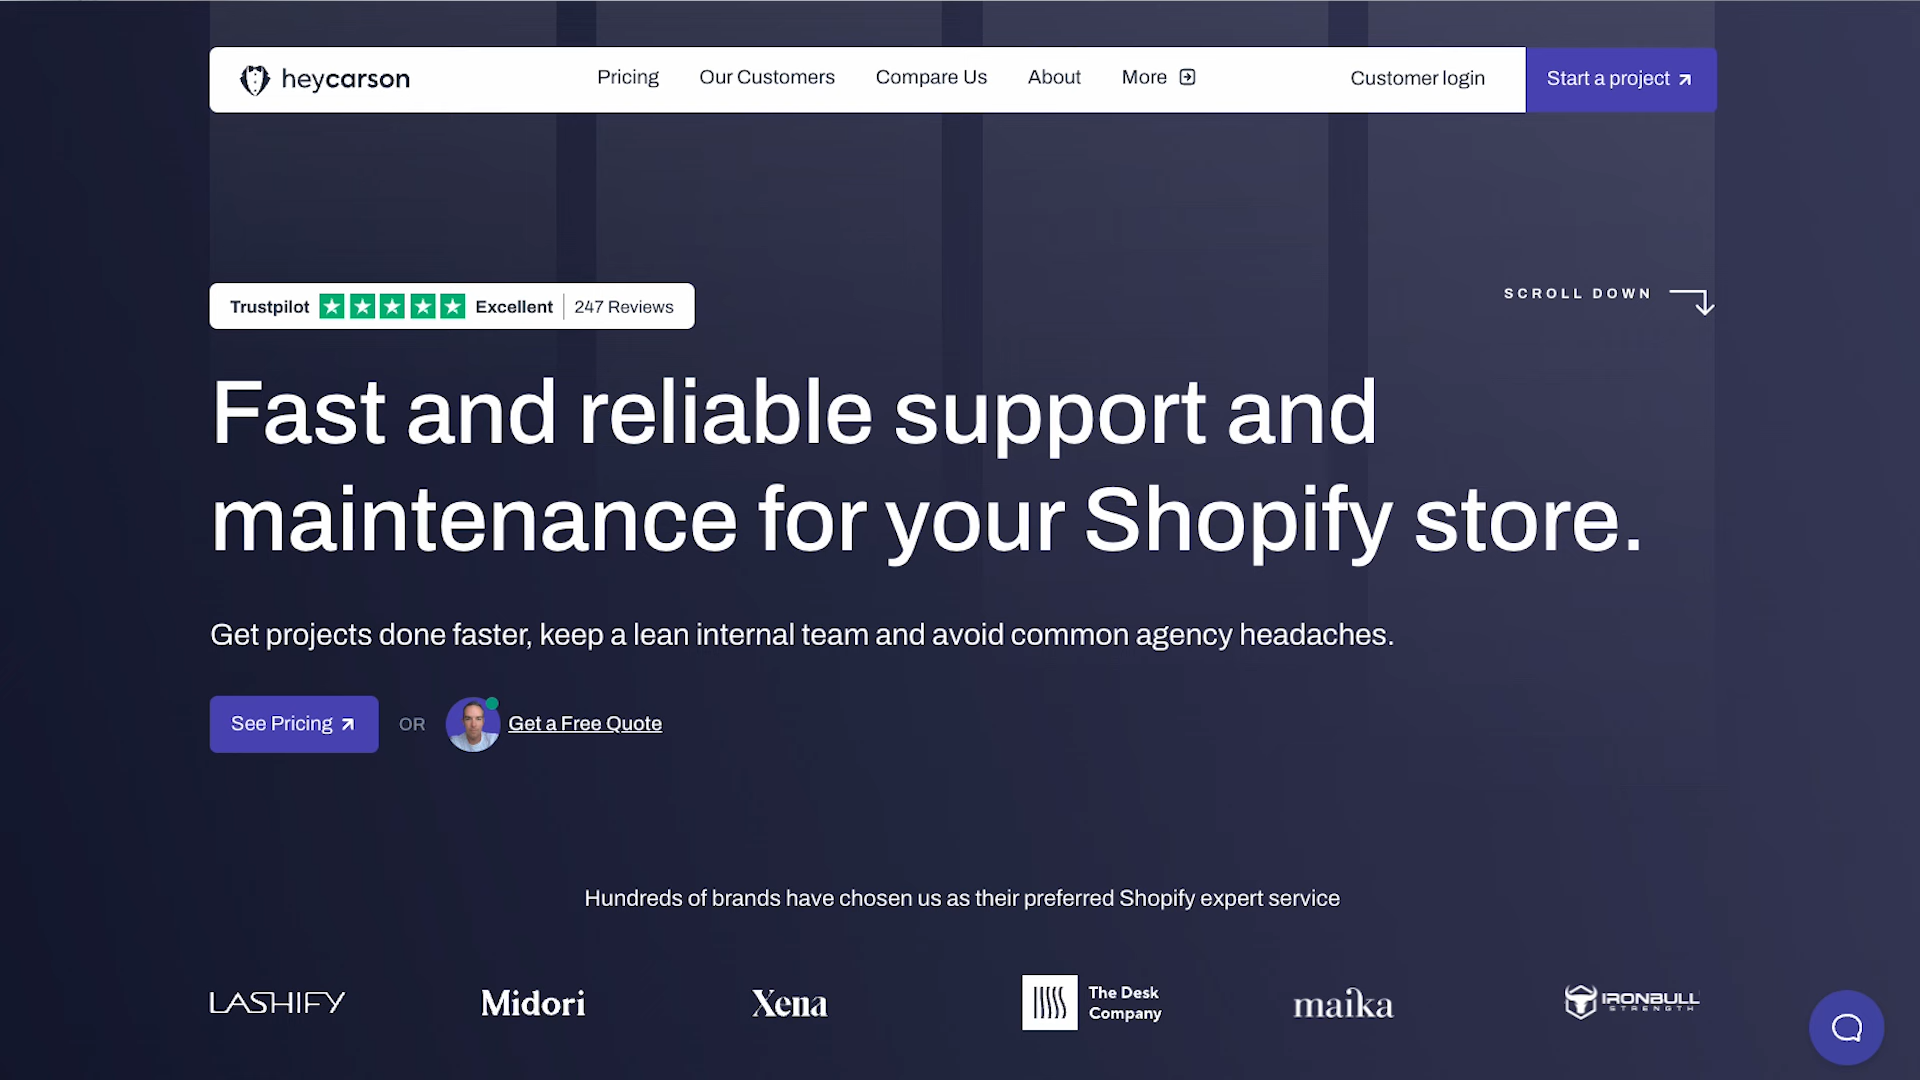 heycarson
Pricing
Our Customers
Compare Us
About
More
Customer login
Start a project
Trustpilot
Excellent
247 Reviews
SCROLL DOWN
Fast and reliable support and
maintenance for your Shopify store.
Get projects done faster, keep a lean internal team and avoid common agency headaches.
See Pricing
OR
Get a Free Quote
Hundreds of brands have chosen us as their preferred Shopify expert service
LASHIFY
Midori
Xena
The Desk
Company
maika
IRONBULL
STRENGTH